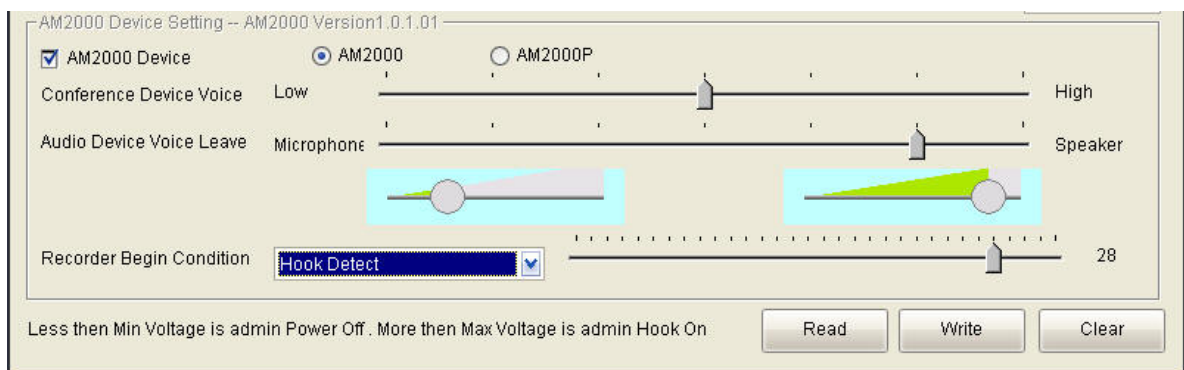 AM2000 Device Setting -- AM2000 Version1.0.1.01
AM2000 Device AM2000 AM2000P
Conference Device Voice Low High
Audio Device Voice Leave Microphone Speaker
Recorder Begin Condition Hook Detect 28
Less then Min Voltage is admin Power Off . More then Max Voltage is admin Hook On Read Write Clear